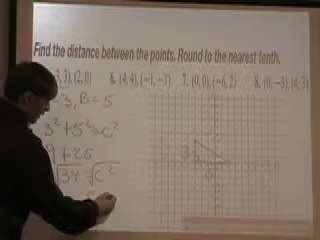 Find the distance between the points. Round to the nearest tenth.
3), (2, 0) 6. (4, 4), (−1, −1) 7. (0, 0), (−6, 2) 8. (0, −3), (4, 3)
3, B = 5
3² + 5² = c²
9 + 25
√34 = √c²